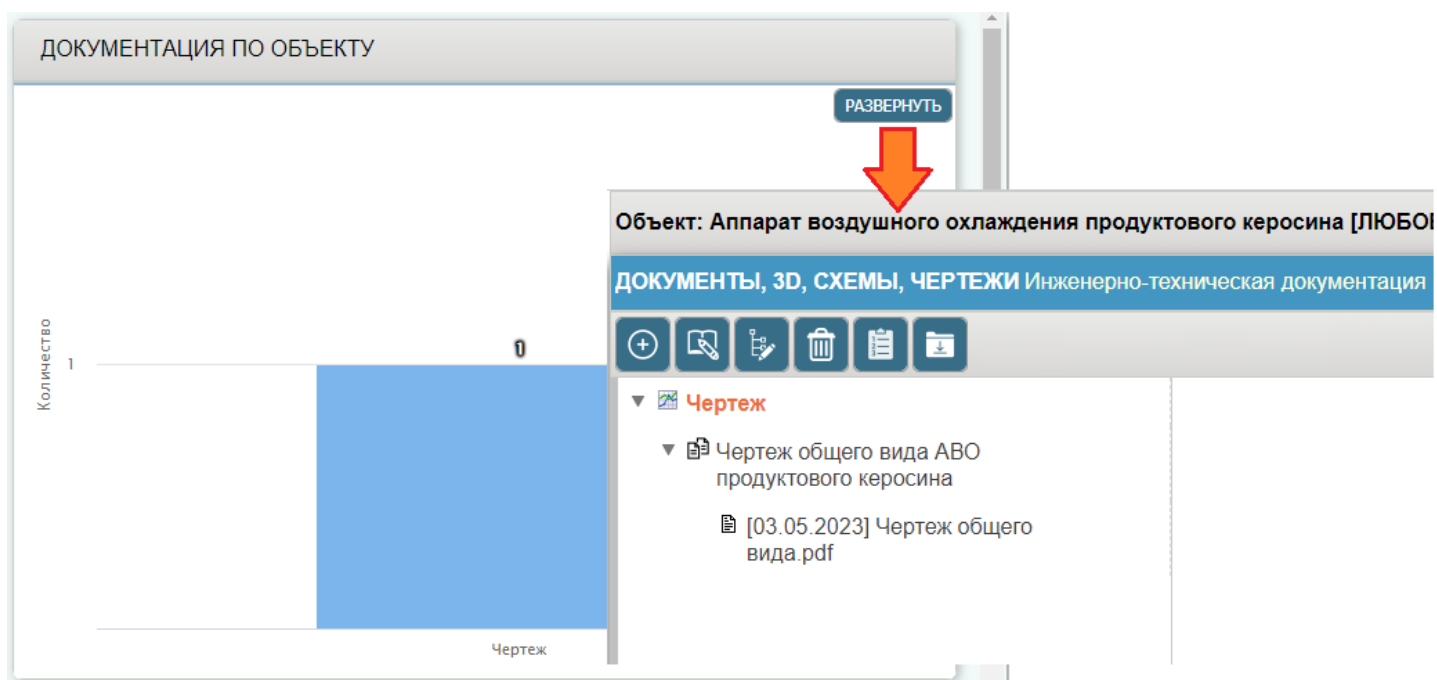 ДОКУМЕНТАЦИЯ ПО ОБЪЕКТУ
РАЗВЕРНУТЬ
Объект: Аппарат воздушного охлаждения продуктового керосина
ДОКУМЕНТЫ, 3D, СХЕМЫ, ЧЕРТЕЖИ Инженерно-техническая документация
Чертеж
Чертеж общего вида АВО
продуктового керосина
[03.05.2023] Чертеж общего
вида.pdf
Количество
1
Чертеж